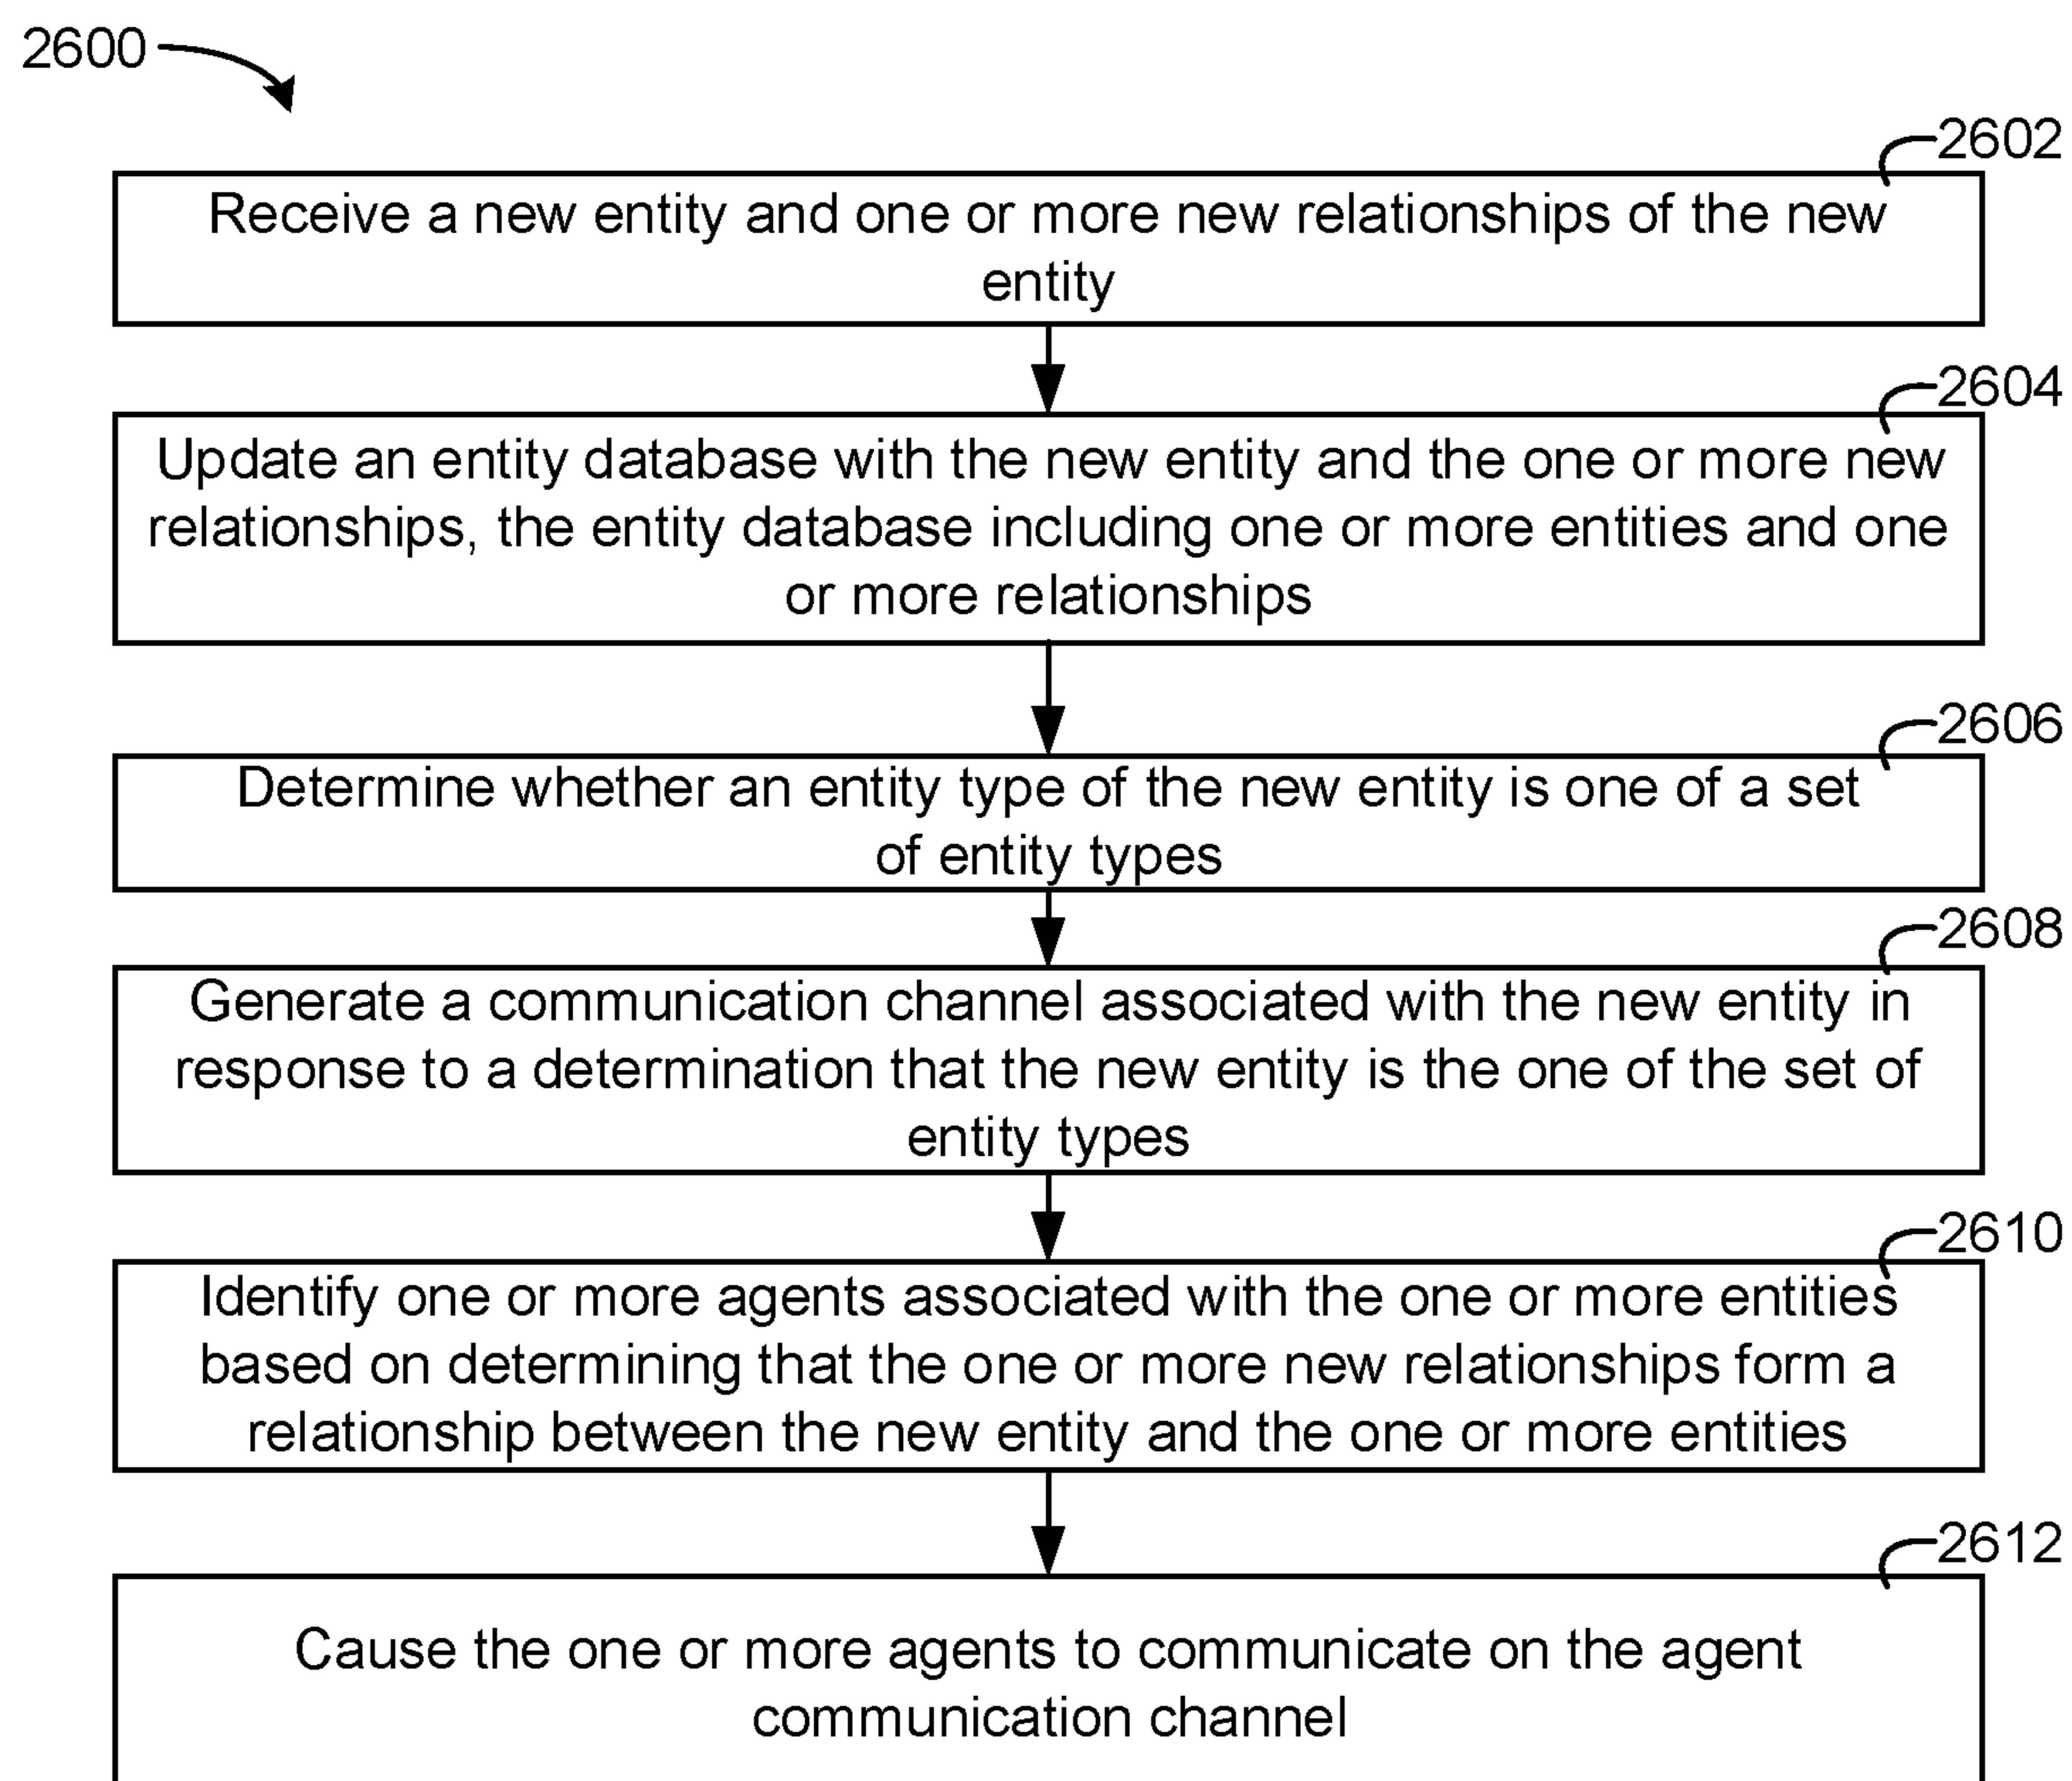 2600
2602
Receive a new entity and one or more new relationships of the new
entity
2604
Update an entity database with the new entity and the one or more new
relationships, the entity database including one or more entities and one
or more relationships
2606
Determine whether an entity type of the new entity is one of a set
of entity types
2608
Generate a communication channel associated with the new entity in
response to a determination that the new entity is the one of the set of
entity types
2610
Identify one or more agents associated with the one or more entities
based on determining that the one or more new relationships form a
relationship between the new entity and the one or more entities
2612
Cause the one or more agents to communicate on the agent
communication channel